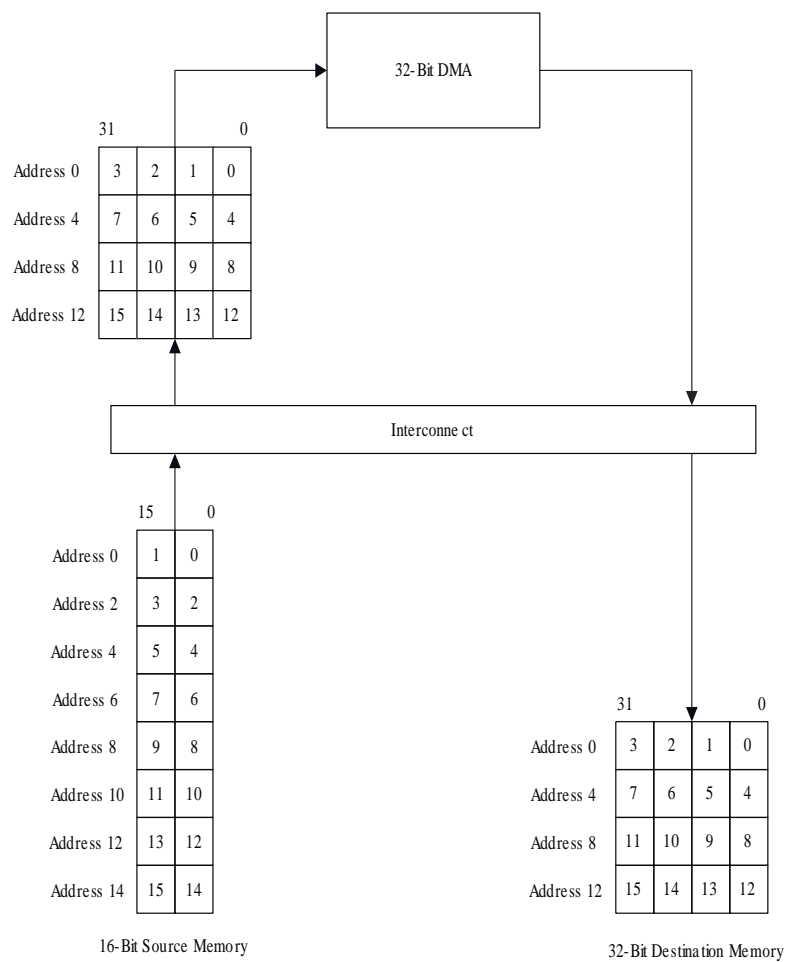 32-Bit DMA
31 0
Address 0 3 2 1 0
Address 4 7 6 5 4
Address 8 11 10 9 8
Address 12 15 14 13 12
Interconnect
15 0
Address 0 1 0
Address 2 3 2
Address 4 5 4
Address 6 7 6
Address 8 9 8
Address 10 11 10
Address 12 13 12
Address 14 15 14
16-Bit Source Memory
31 0
Address 0 3 2 1 0
Address 4 7 6 5 4
Address 8 11 10 9 8
Address 12 15 14 13 12
32-Bit Destination Memory